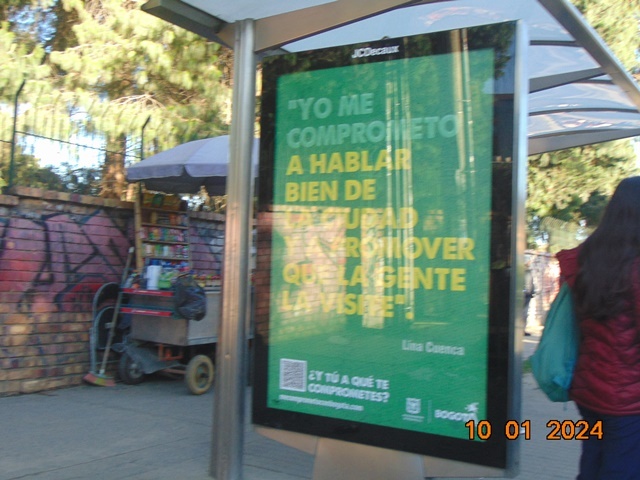 JCDecaux
"YO ME
COMPROMETO
A HABLAR
BIEN DE
LA CIUDAD
Y A PROMOVER
QUE LA GENTE
LA VISITE".
Lina Cuenca
¿Y TÚ A QUÉ TE
COMPROMETES?
BOGOTÁ
10 01 2024